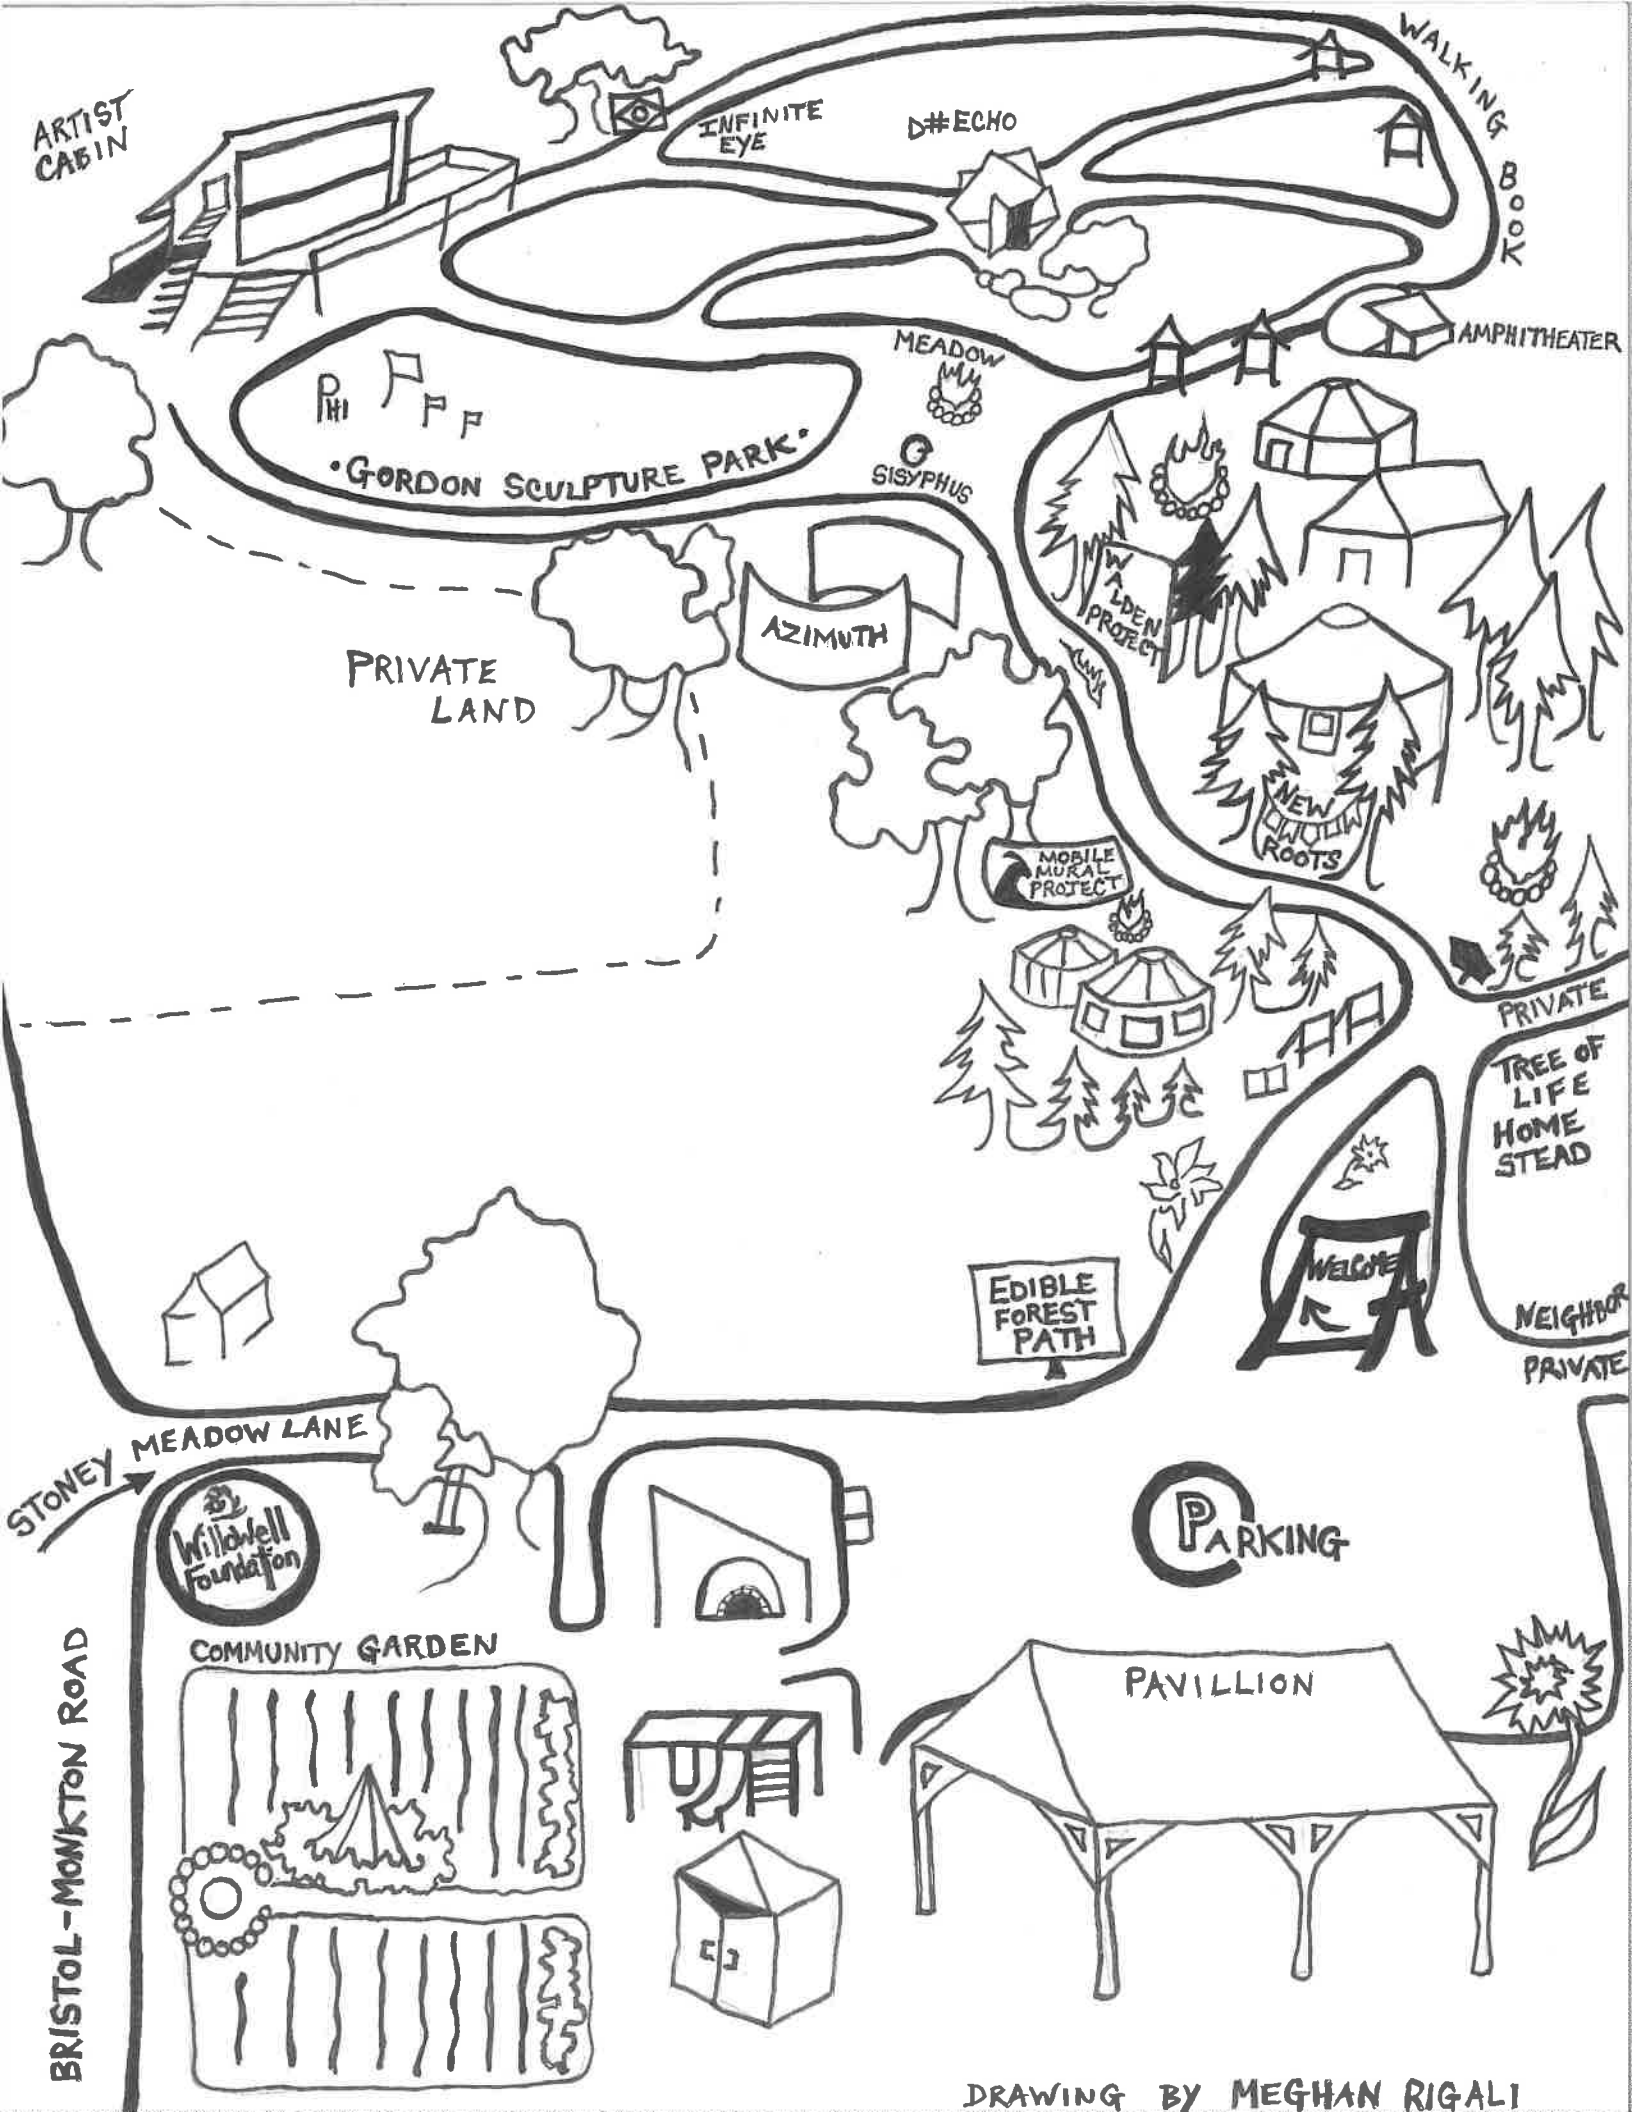 WALKING BOOK
ARTIST
CABIN
INFINITE
EYE
D#ECHO
AMPHITHEATER
MEADOW
PHI
SISYPHUS
•GORDON SCULPTURE PARK•
WALDEN
PROJECT
AZIMUTH
PRIVATE
LAND
NEW
ROOTS
MOBILE
MURAL
PROJECT
PRIVATE
TREE OF
LIFE
HOME
STEAD
WELCOME
EDIBLE
FOREST
PATH
NEIGHBOR
PRIVATE
STONEY MEADOW LANE
Willowell
Foundation
PARKING
COMMUNITY GARDEN
PAVILLION
BRISTOL-MONKTON ROAD
DRAWING BY MEGHAN RIGALI